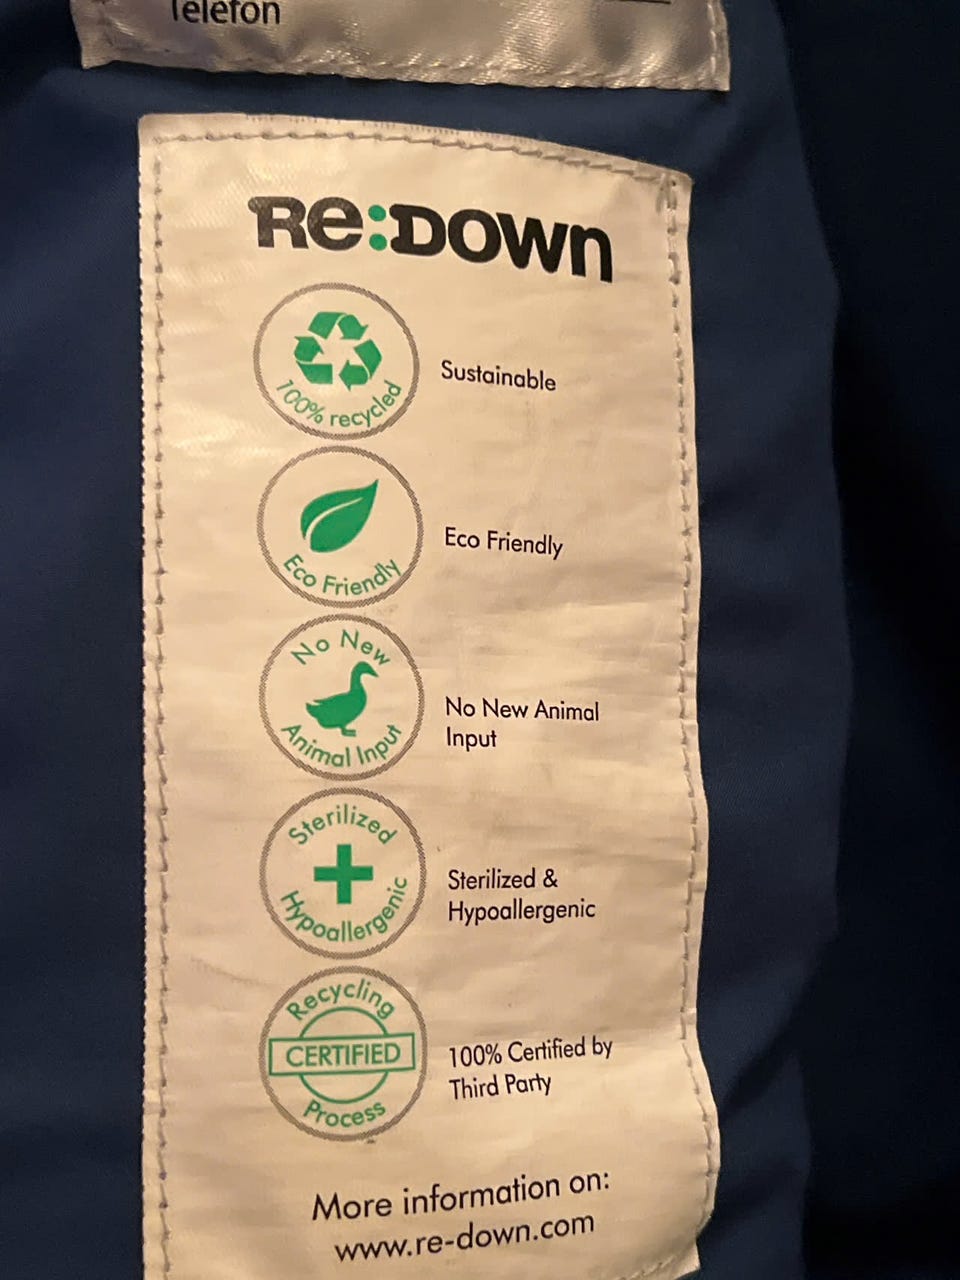 Telefon
Re:DOWN
100% recycled
Sustainable
Eco Friendly
Eco Friendly
No New
Animal Input
No New Animal
Input
Sterilized
Hypoallergenic
Sterilized &
Hypoallergenic
Recycling
CERTIFIED
Process
100% Certified by
Third Party
More information on:
www.re-down.com